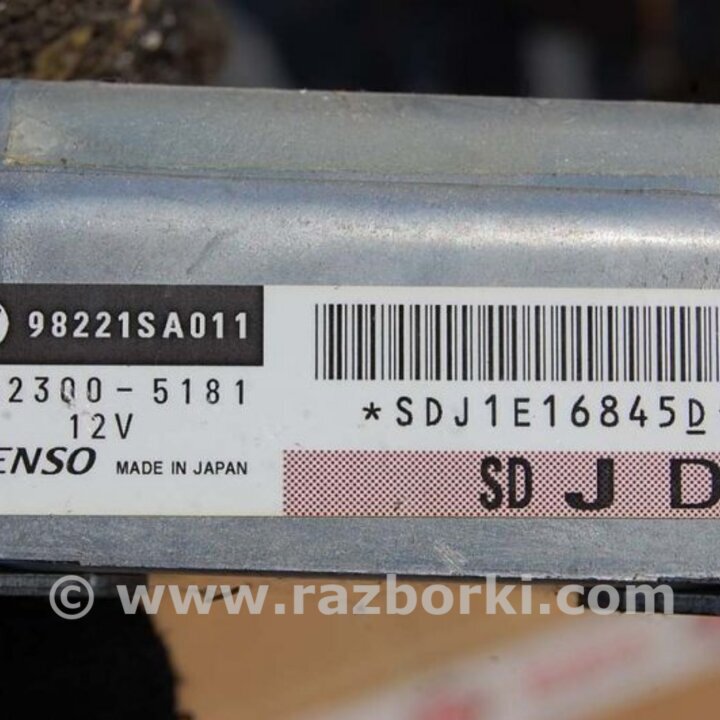 98221SA011
2300-5181
12V
ENSO MADE IN JAPAN
*SDJ1E16845D
SD J D
© www.razborki.com